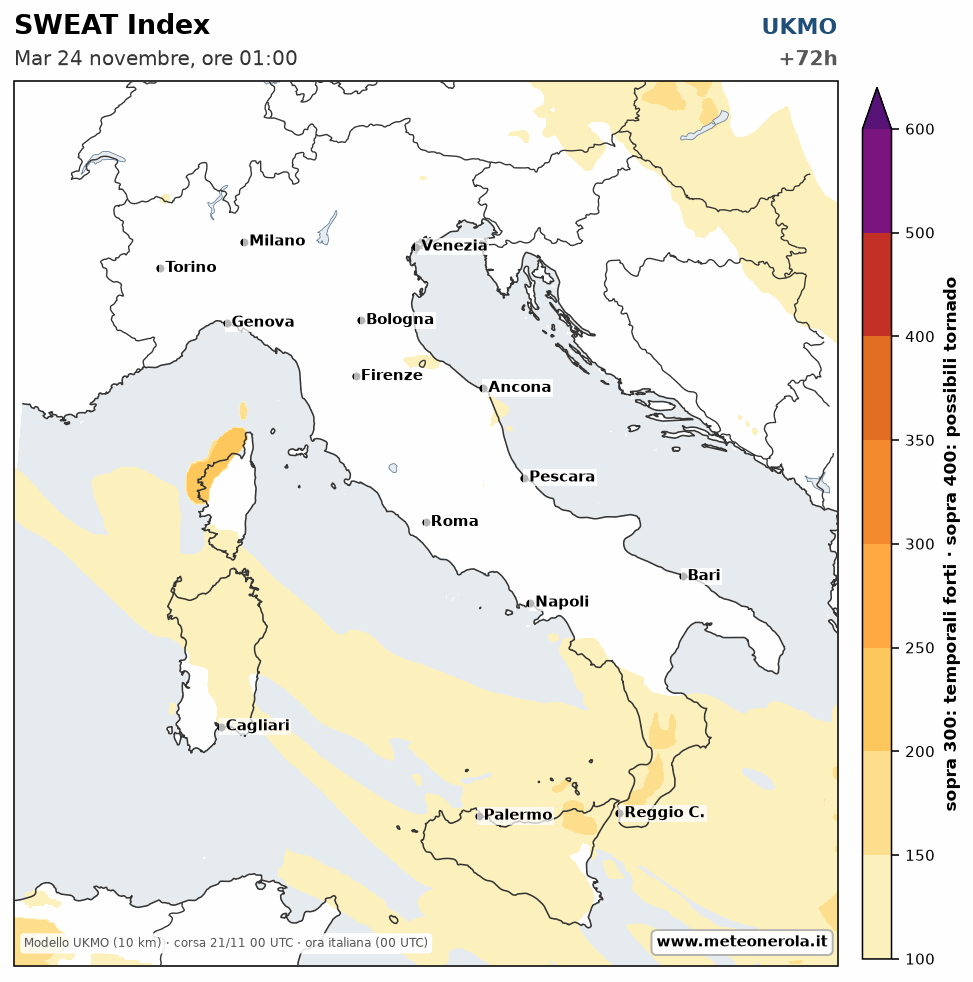 SWEAT Index
UKMO
Mar 24 novembre, ore 01:00
+72h
600
500
400
350
300
250
200
150
100
sopra 300: temporali forti · sopra 400: possibili tornado
Milano
Venezia
Torino
Genova
Bologna
Firenze
Ancona
Pescara
Roma
Bari
Napoli
Cagliari
Palermo
Reggio C.
Modello UKMO (10 km) · corsa 21/11 00 UTC · ora italiana (00 UTC)
www.meteonerola.it